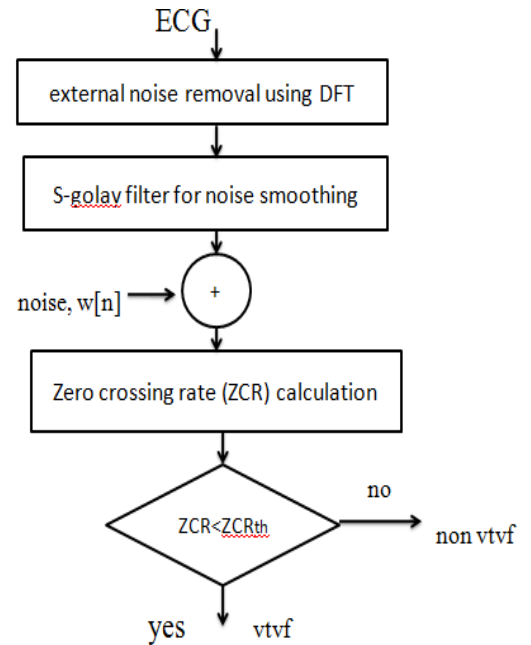 ECG
external noise removal using DFT
S-golay filter for noise smoothing
+
noise, w[n]
Zero crossing rate (ZCR) calculation
ZCR<ZCRth
no
non vtvf
yes
vtvf